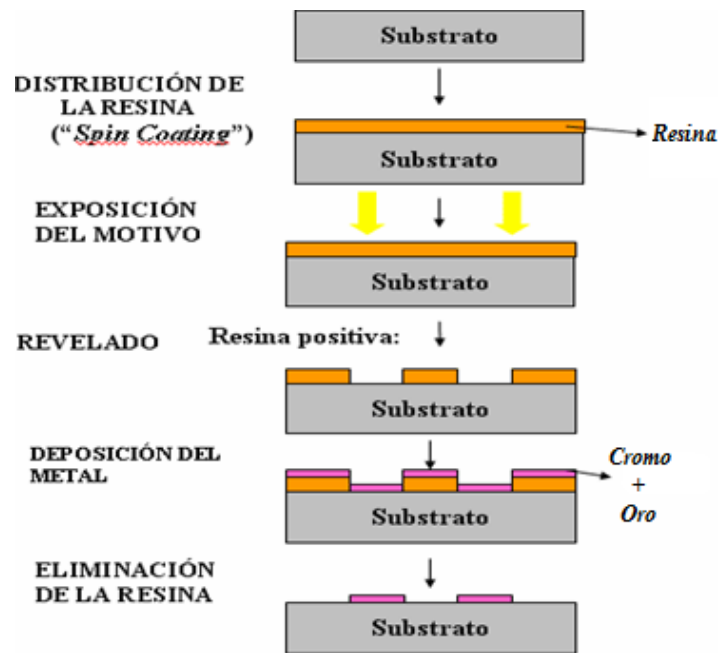 Substrato
DISTRIBUCIÓN DE
LA RESINA
("Spin Coating")
Resina
Substrato
EXPOSICIÓN
DEL MOTIVO
Substrato
REVELADO
Resina positiva:
Substrato
DEPOSICIÓN DEL
METAL
Cromo
+
Oro
Substrato
ELIMINACIÓN
DE LA RESINA
Substrato